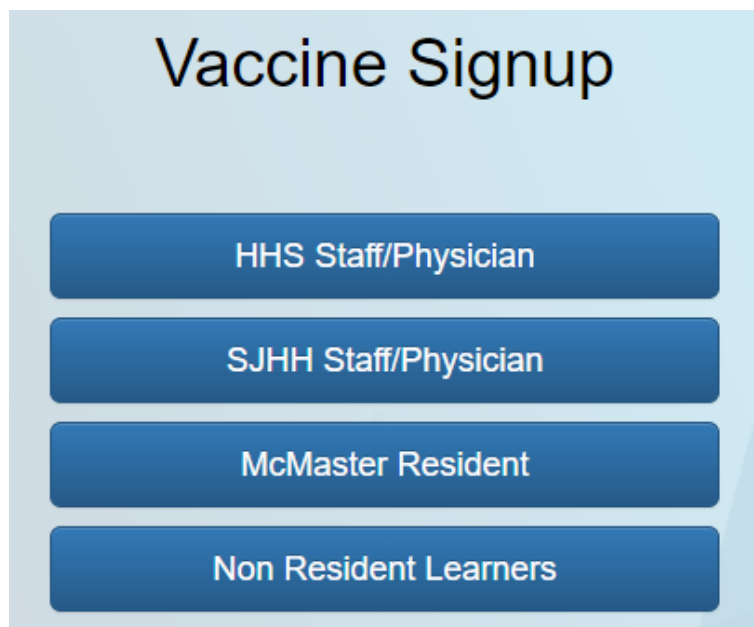 Vaccine Signup
HHS Staff/Physician
SJHH Staff/Physician
McMaster Resident
Non Resident Learners